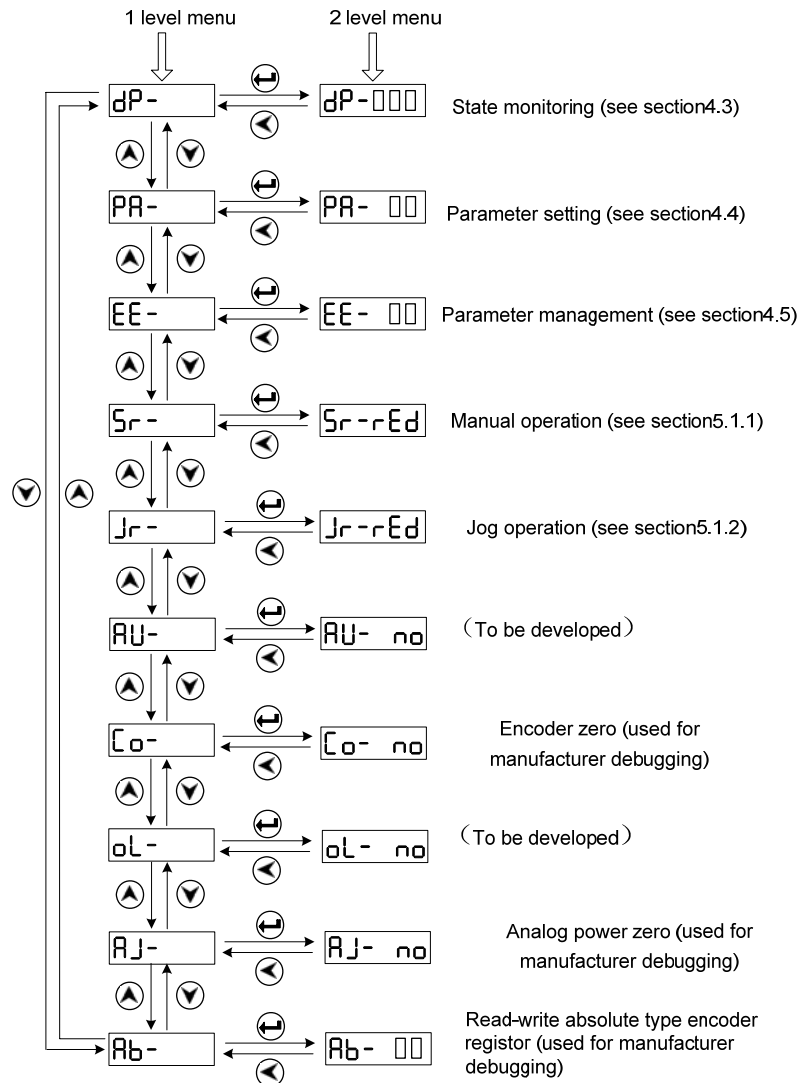 1 level menu 2 level menu
dP- dP-▯▯▯ State monitoring (see section4.3)
PA- PA- ▯▯ Parameter setting (see section4.4)
EE- EE- ▯▯ Parameter management (see section4.5)
Sr- Sr-rEd Manual operation (see section5.1.1)
Jr- Jr-rEd Jog operation (see section5.1.2)
AU- AU- no （To be developed）
Co- Co- no Encoder zero (used for
manufacturer debugging)
oL- oL- no （To be developed）
AJ- AJ- no Analog power zero (used for
manufacturer debugging)
Ab- Ab- ▯▯ Read-write absolute type encoder
registor (used for manufacturer
debugging)